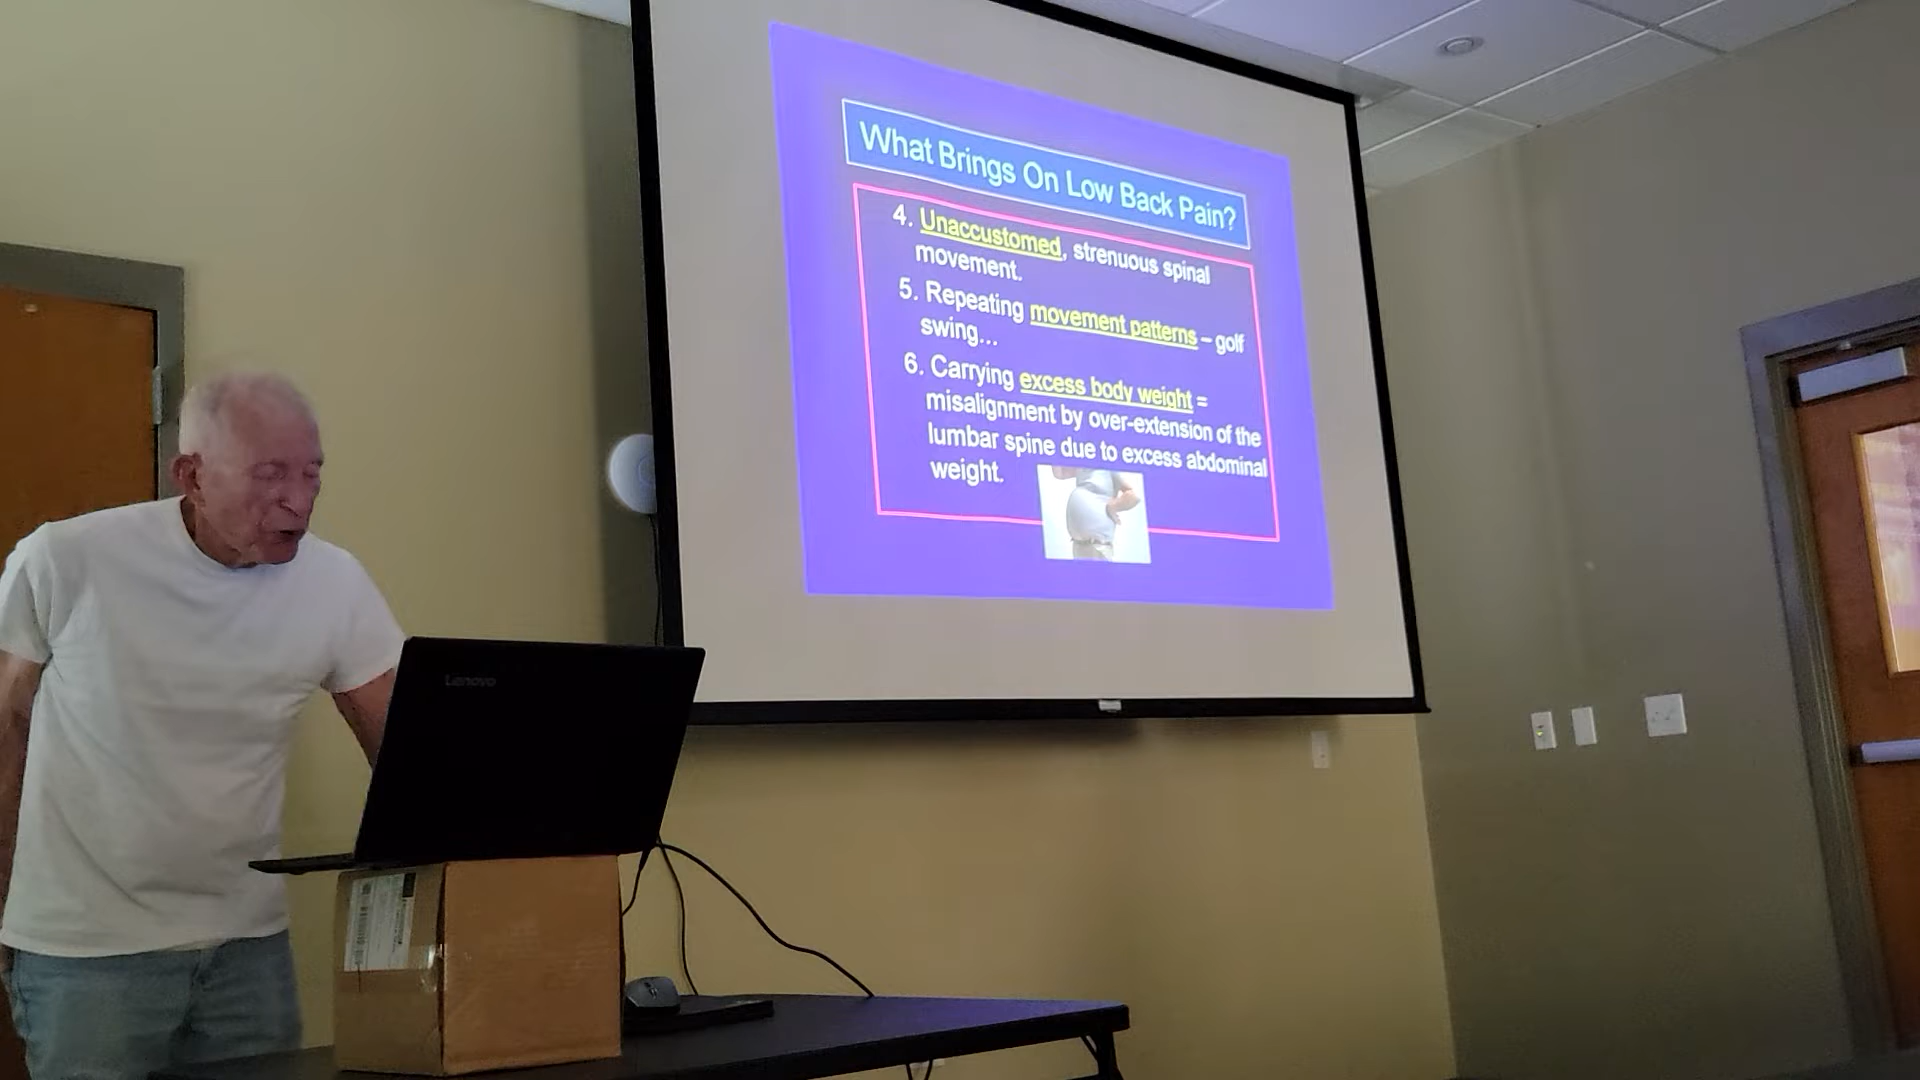 What Brings On Low Back Pain?
4. Unaccustomed, strenuous spinal
movement.
5. Repeating movement patterns – golf
swing...
6. Carrying excess body weight =
misalignment by over-extension of the
lumbar spine due to excess abdominal
weight.
Lenovo